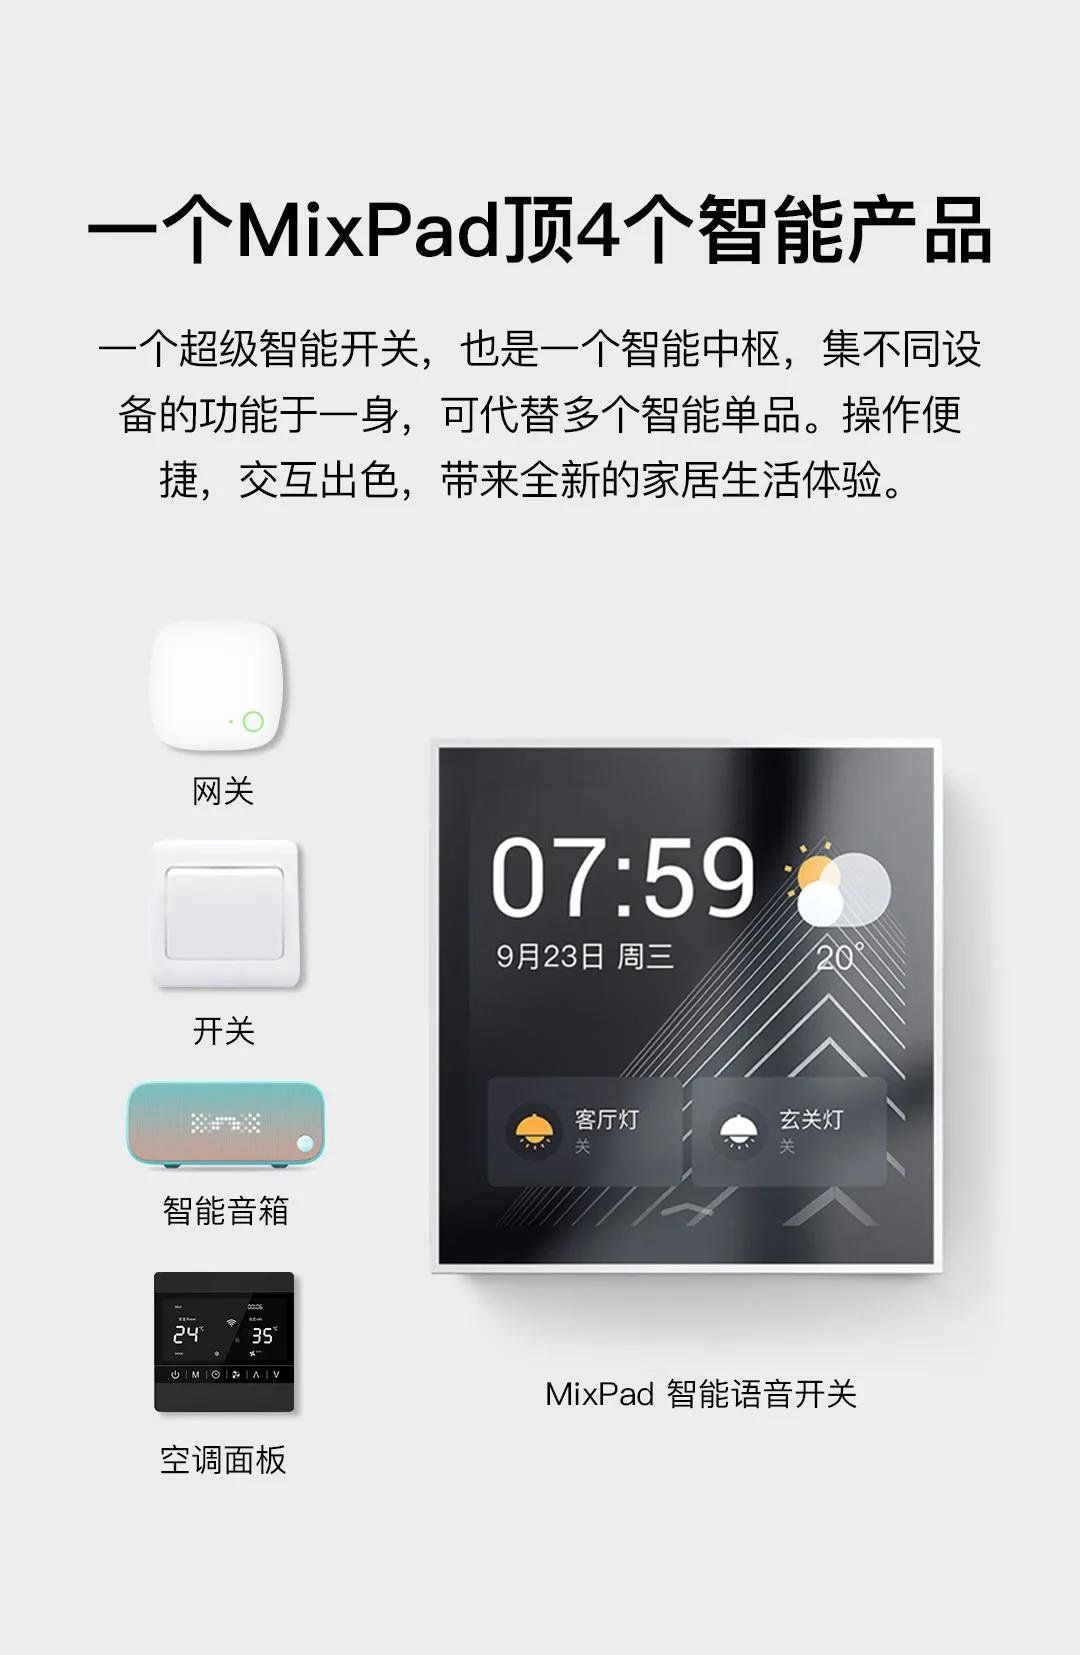 一个MixPad顶4个智能产品
一个超级智能开关，也是一个智能中枢，集不同设
备的功能于一身，可代替多个智能单品。操作便
捷，交互出色，带来全新的家居生活体验。
网关
开关
智能音箱
24℃
35℃
M
空调面板
07:59
9月23日 周三
20°
客厅灯
关
玄关灯
关
MixPad 智能语音开关